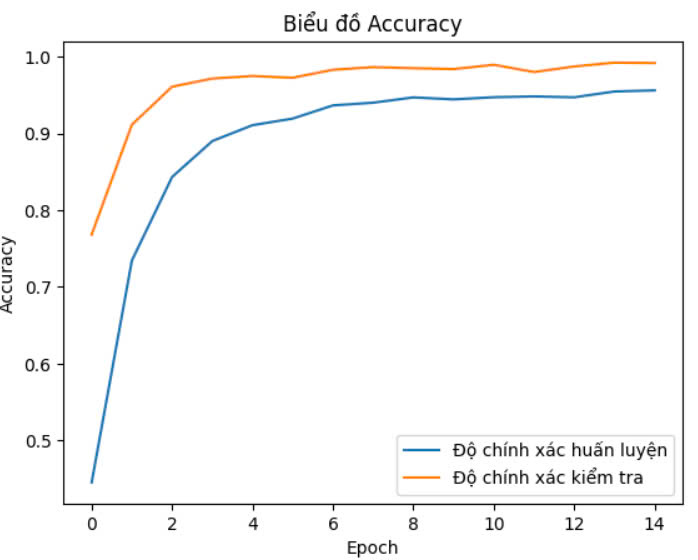 Biểu đồ Accuracy
1.0
0.9
0.8
0.7
0.6
0.5
Accuracy
0 2 4 6 8 10 12 14
Epoch
Độ chính xác huấn luyện
Độ chính xác kiểm tra